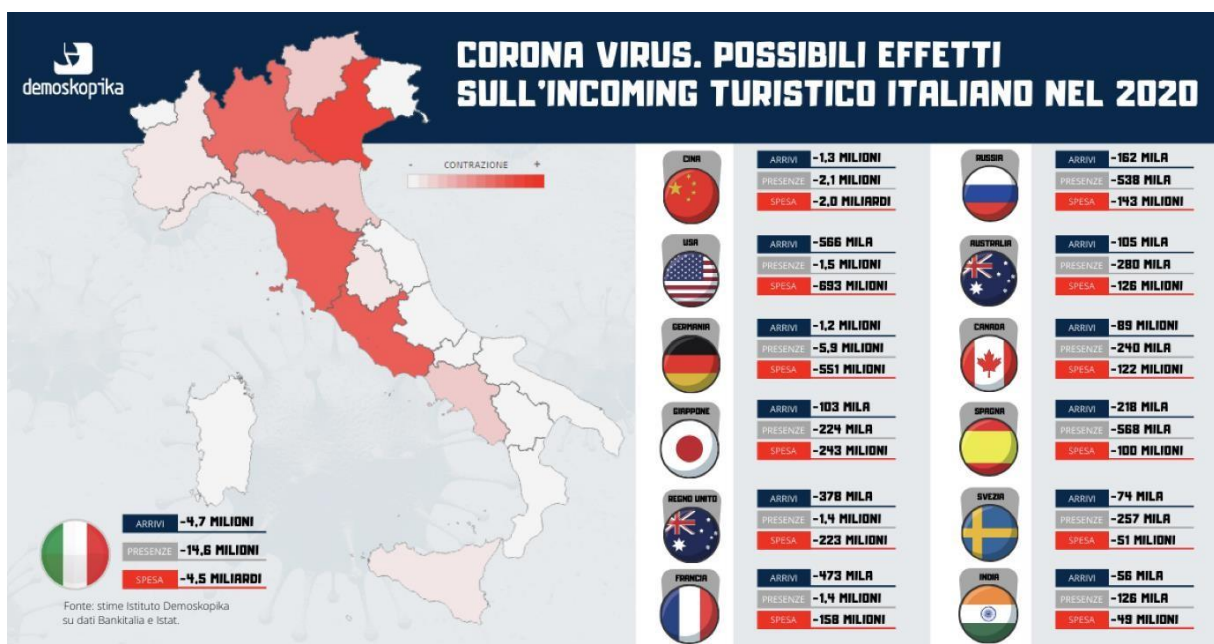 demoskopika
CORONA VIRUS. POSSIBILI EFFETTI
SULL'INCOMING TURISTICO ITALIANO NEL 2020
- CONTRAZIONE +
CINA
ARRIVI -1,3 MILIONI
PRESENZE -2,1 MILIONI
SPESA -2,0 MILIARDI
USA
ARRIVI -566 MILA
PRESENZE -1,5 MILIONI
SPESA -693 MILIONI
GERMANIA
ARRIVI -1,2 MILIONI
PRESENZE -5,9 MILIONI
SPESA -551 MILIONI
GIAPPONE
ARRIVI -103 MILA
PRESENZE -224 MILA
SPESA -243 MILIONI
REGNO UNITO
ARRIVI -378 MILA
PRESENZE -1,4 MILIONI
SPESA -223 MILIONI
FRANCIA
ARRIVI -473 MILA
PRESENZE -1,4 MILIONI
SPESA -158 MILIONI
RUSSIA
ARRIVI -162 MILA
PRESENZE -538 MILA
SPESA -143 MILIONI
AUSTRALIA
ARRIVI -105 MILA
PRESENZE -280 MILA
SPESA -126 MILIONI
CANADA
ARRIVI -89 MILIONI
PRESENZE -240 MILA
SPESA -122 MILIONI
SPAGNA
ARRIVI -218 MILA
PRESENZE -568 MILA
SPESA -100 MILIONI
SVEZIA
ARRIVI -74 MILA
PRESENZE -257 MILA
SPESA -51 MILIONI
INDIA
ARRIVI -56 MILA
PRESENZE -126 MILA
SPESA -49 MILIONI
ARRIVI -4,7 MILIONI
PRESENZE -14,6 MILIONI
SPESA -4,5 MILIARDI
Fonte: stime Istituto Demoskopika
su dati Bankitalia e Istat.